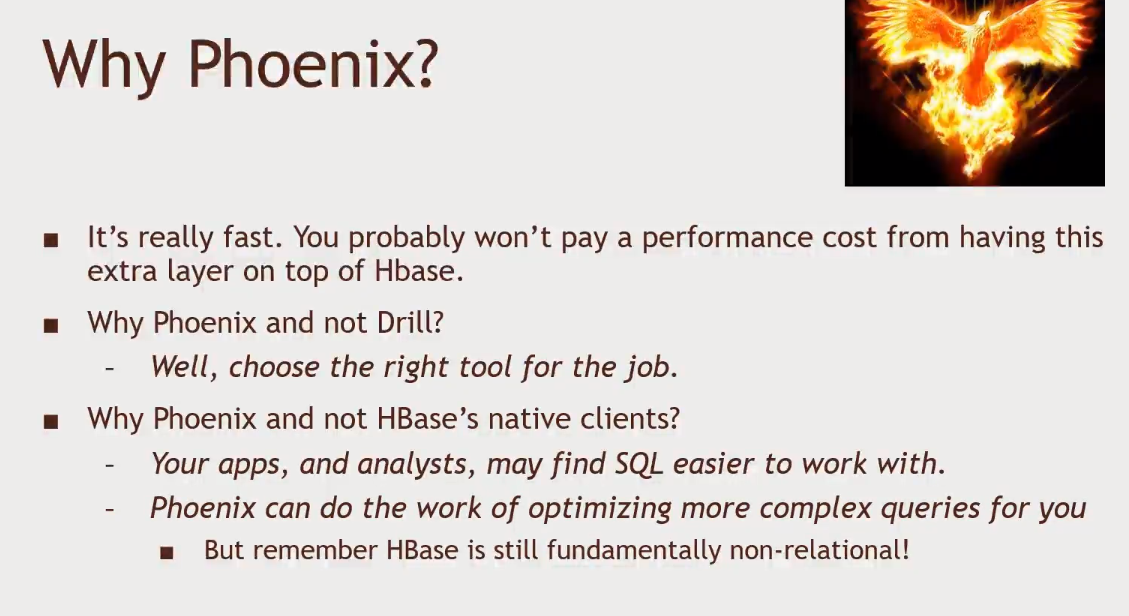 Why Phoenix?
▪ It’s really fast. You probably won’t pay a performance cost from having this
extra layer on top of Hbase.
▪ Why Phoenix and not Drill?
– Well, choose the right tool for the job.
▪ Why Phoenix and not HBase’s native clients?
– Your apps, and analysts, may find SQL easier to work with.
– Phoenix can do the work of optimizing more complex queries for you
▪ But remember HBase is still fundamentally non-relational!